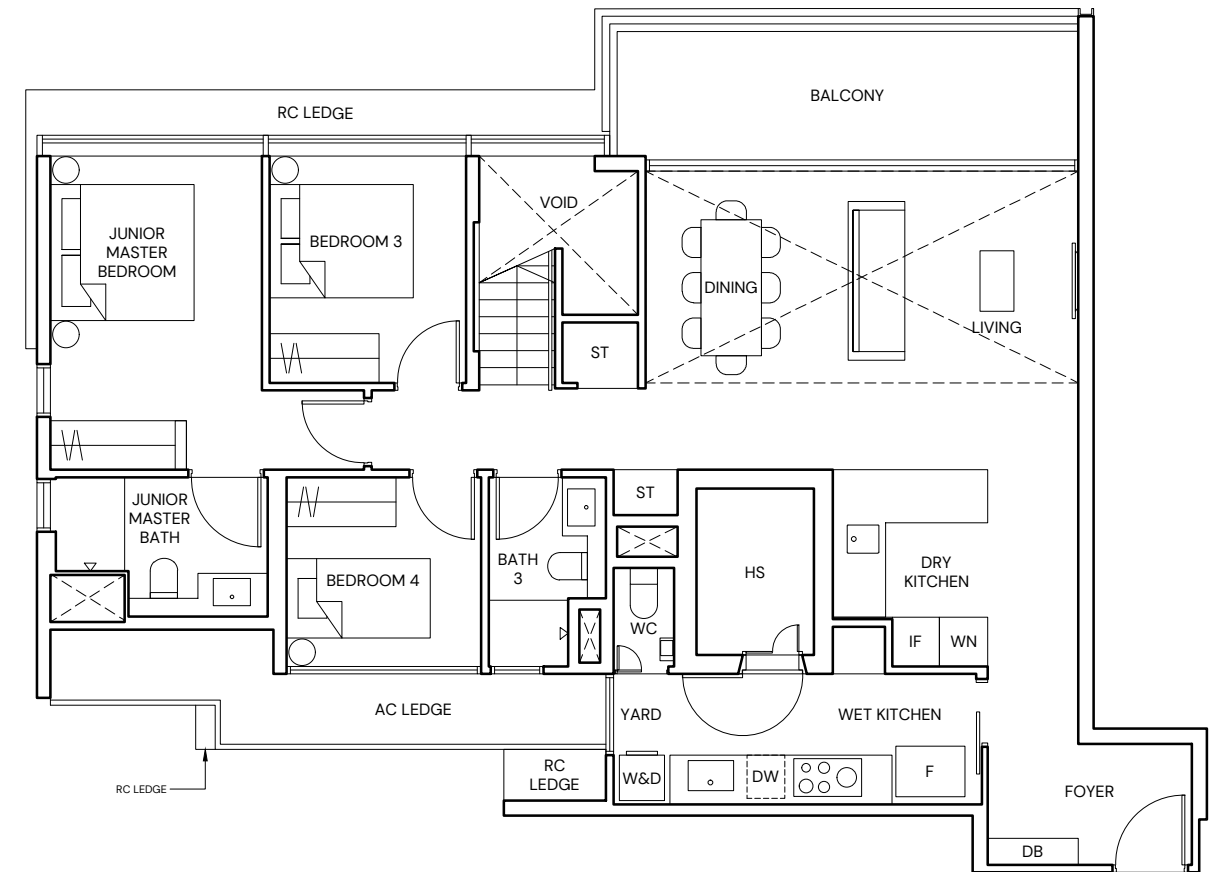 BALCONY
RC LEDGE
VOID
JUNIOR
MASTER
BEDROOM
BEDROOM 3
DINING
LIVING
ST
ST
JUNIOR
MASTER
BATH
BEDROOM 4
BATH
3
HS
DRY
KITCHEN
WC
IF
WN
AC LEDGE
YARD
WET KITCHEN
RC
LEDGE
W&D
DW
F
RC LEDGE
FOYER
DB